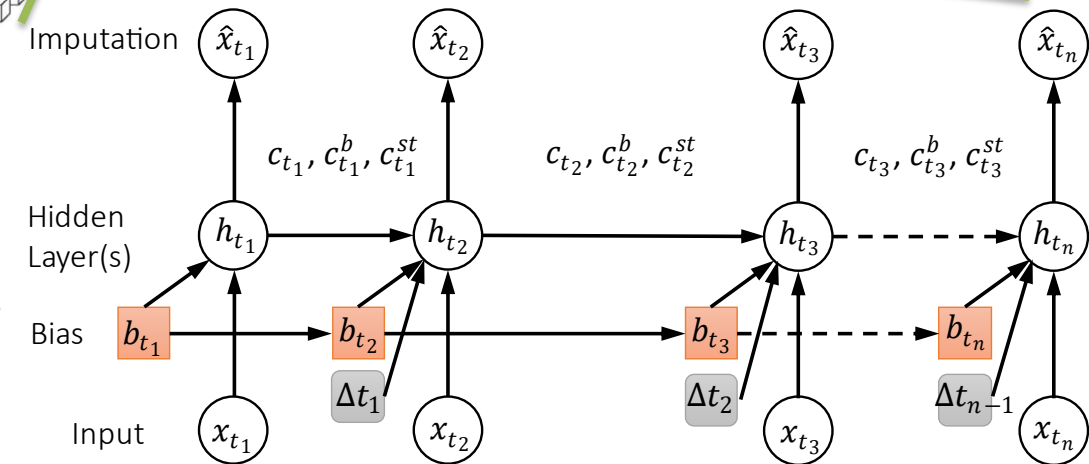 Imputation x̂_{t_1} x̂_{t_2} x̂_{t_3} x̂_{t_n}
c_{t_1}, c^b_{t_1}, c^{st}_{t_1} c_{t_2}, c^b_{t_2}, c^{st}_{t_2} c_{t_3}, c^b_{t_3}, c^{st}_{t_3}
Hidden
Layer(s) h_{t_1} h_{t_2} h_{t_3} h_{t_n}
Bias b_{t_1} b_{t_2} b_{t_3} b_{t_n}
Δt_1 Δt_2 Δt_{n−1}
Input x_{t_1} x_{t_2} x_{t_3} x_{t_n}